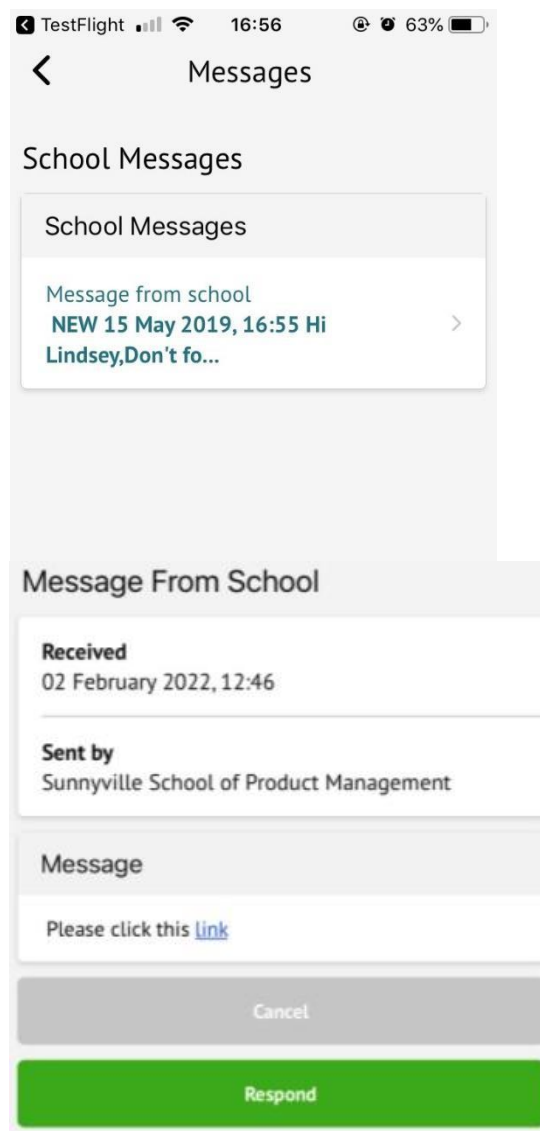 TestFlight 16:56 63%
Messages
School Messages
School Messages
Message from school
NEW 15 May 2019, 16:55 Hi
Lindsey,Don't fo...
Message From School
Received
02 February 2022, 12:46
Sent by
Sunnyville School of Product Management
Message
Please click this link
Cancel
Respond